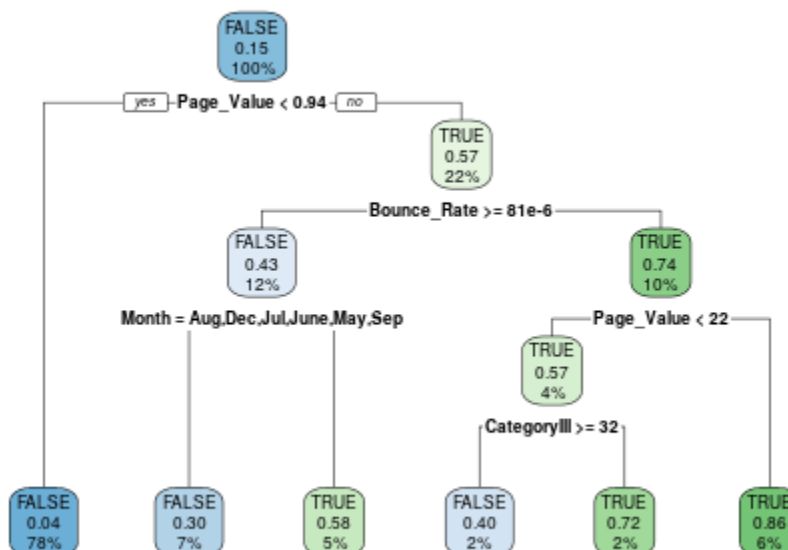 FALSE
0.15
100%
yes Page_Value < 0.94 no
TRUE
0.57
22%
Bounce_Rate >= 81e-6
FALSE
0.43
12%
TRUE
0.74
10%
Month = Aug,Dec,Jul,June,May,Sep
Page_Value < 22
TRUE
0.57
4%
CategoryIII >= 32
FALSE
0.04
78%
FALSE
0.30
7%
TRUE
0.58
5%
FALSE
0.40
2%
TRUE
0.72
2%
TRUE
0.86
6%